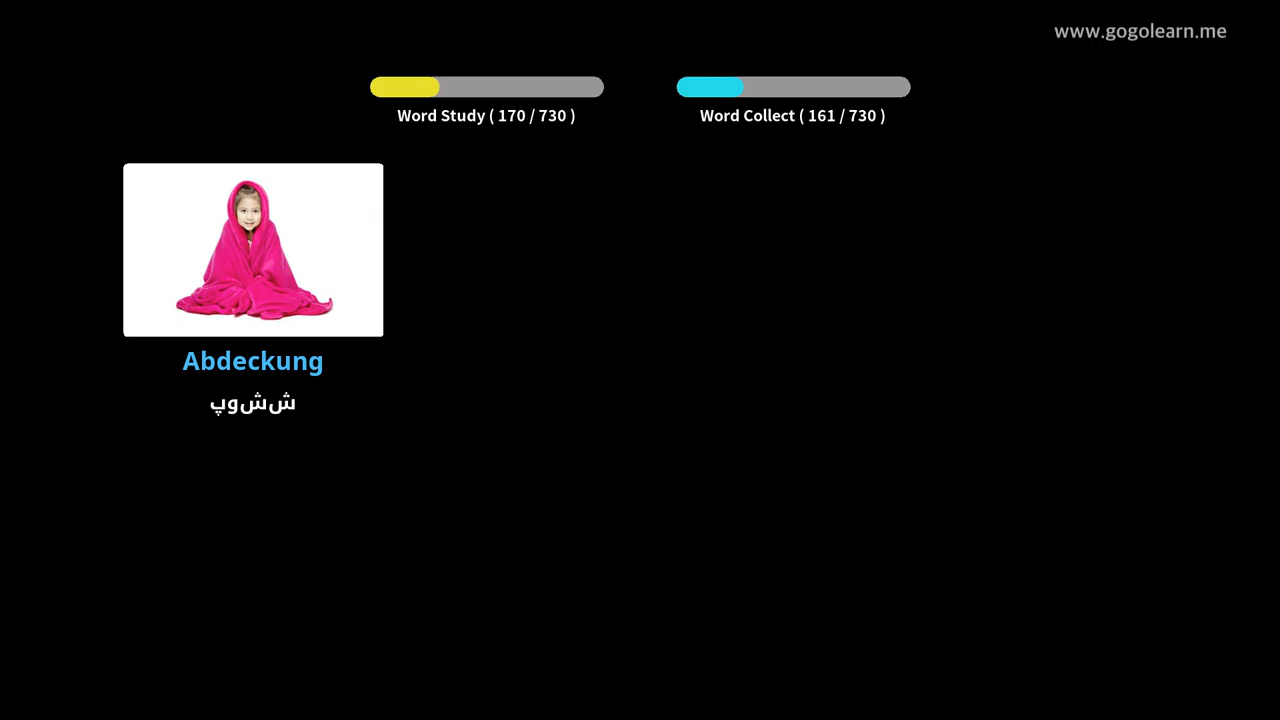 www.gogolearn.me
Word Study ( 170 / 730 )
Word Collect ( 161 / 730 )
Abdeckung
ششوپ